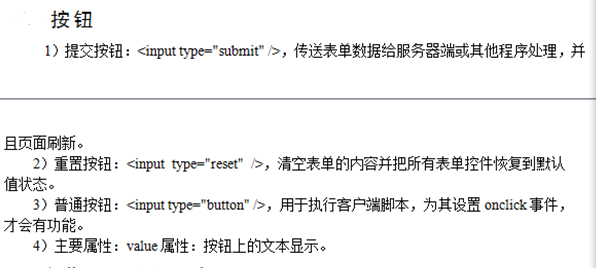 按钮
1）提交按钮：<input type="submit" />，传送表单数据给服务器端或其他程序处理，并
且页面刷新。
2）重置按钮：<input type="reset" />，清空表单的内容并把所有表单控件恢复到默认
值状态。
3）普通按钮：<input type="button" />，用于执行客户端脚本，为其设置 onclick 事件，
才会有功能。
4）主要属性：value 属性：按钮上的文本显示。